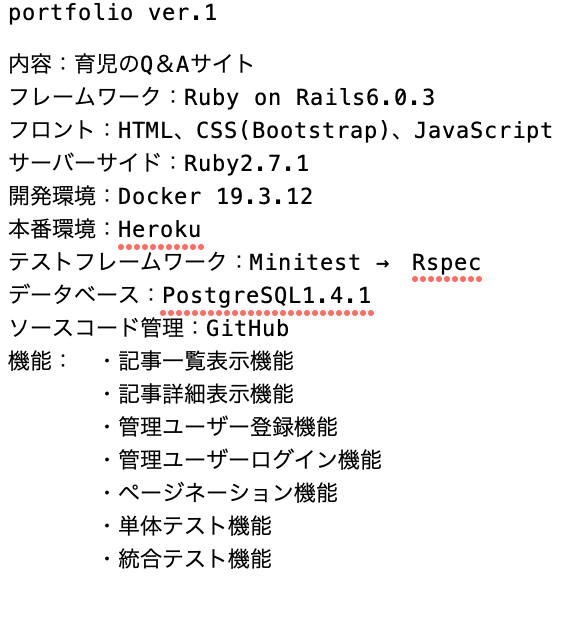 portfolio ver.1
内容：育児のQ＆Aサイト
フレームワーク：Ruby on Rails6.0.3
フロント：HTML、CSS(Bootstrap)、JavaScript
サーバーサイド：Ruby2.7.1
開発環境：Docker 19.3.12
本番環境：Heroku
テストフレームワーク：Minitest → Rspec
データベース：PostgreSQL1.4.1
ソースコード管理：GitHub
機能：　・記事一覧表示機能
・記事詳細表示機能
・管理ユーザー登録機能
・管理ユーザーログイン機能
・ページネーション機能
・単体テスト機能
・統合テスト機能